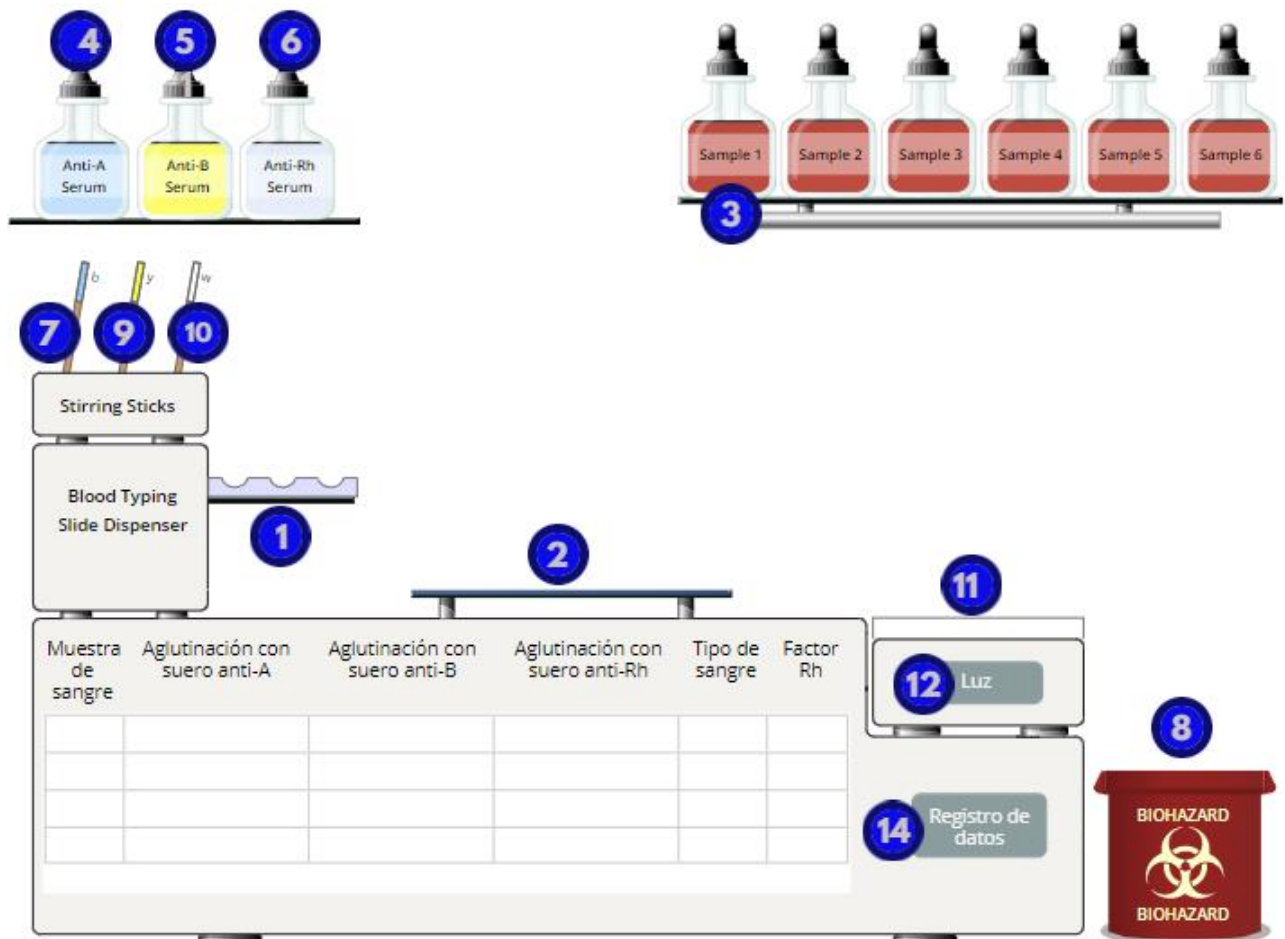 4
5
6
Anti-A
Serum
Anti-B
Serum
Anti-Rh
Serum
Sample 1
Sample 2
Sample 3
Sample 4
Sample 5
Sample 6
3
b
y
w
7
9
10
Stirring Sticks
Blood Typing
Slide Dispenser
1
2
11
Muestra
de
sangre
Aglutinación con
suero anti-A
Aglutinación con
suero anti-B
Aglutinación con
suero anti-Rh
Tipo de
sangre
Factor
Rh
12
Luz
8
14
Registro de
datos
BIOHAZARD
BIOHAZARD